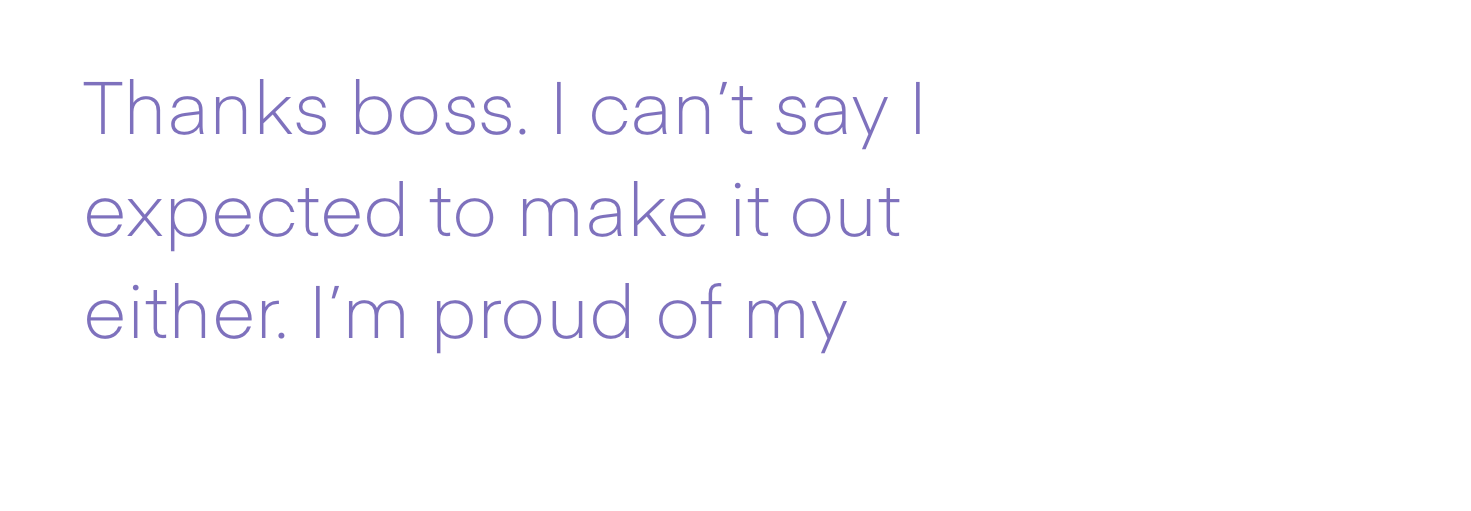 Thanks boss. I can’t say I
expected to make it out
either. I’m proud of my